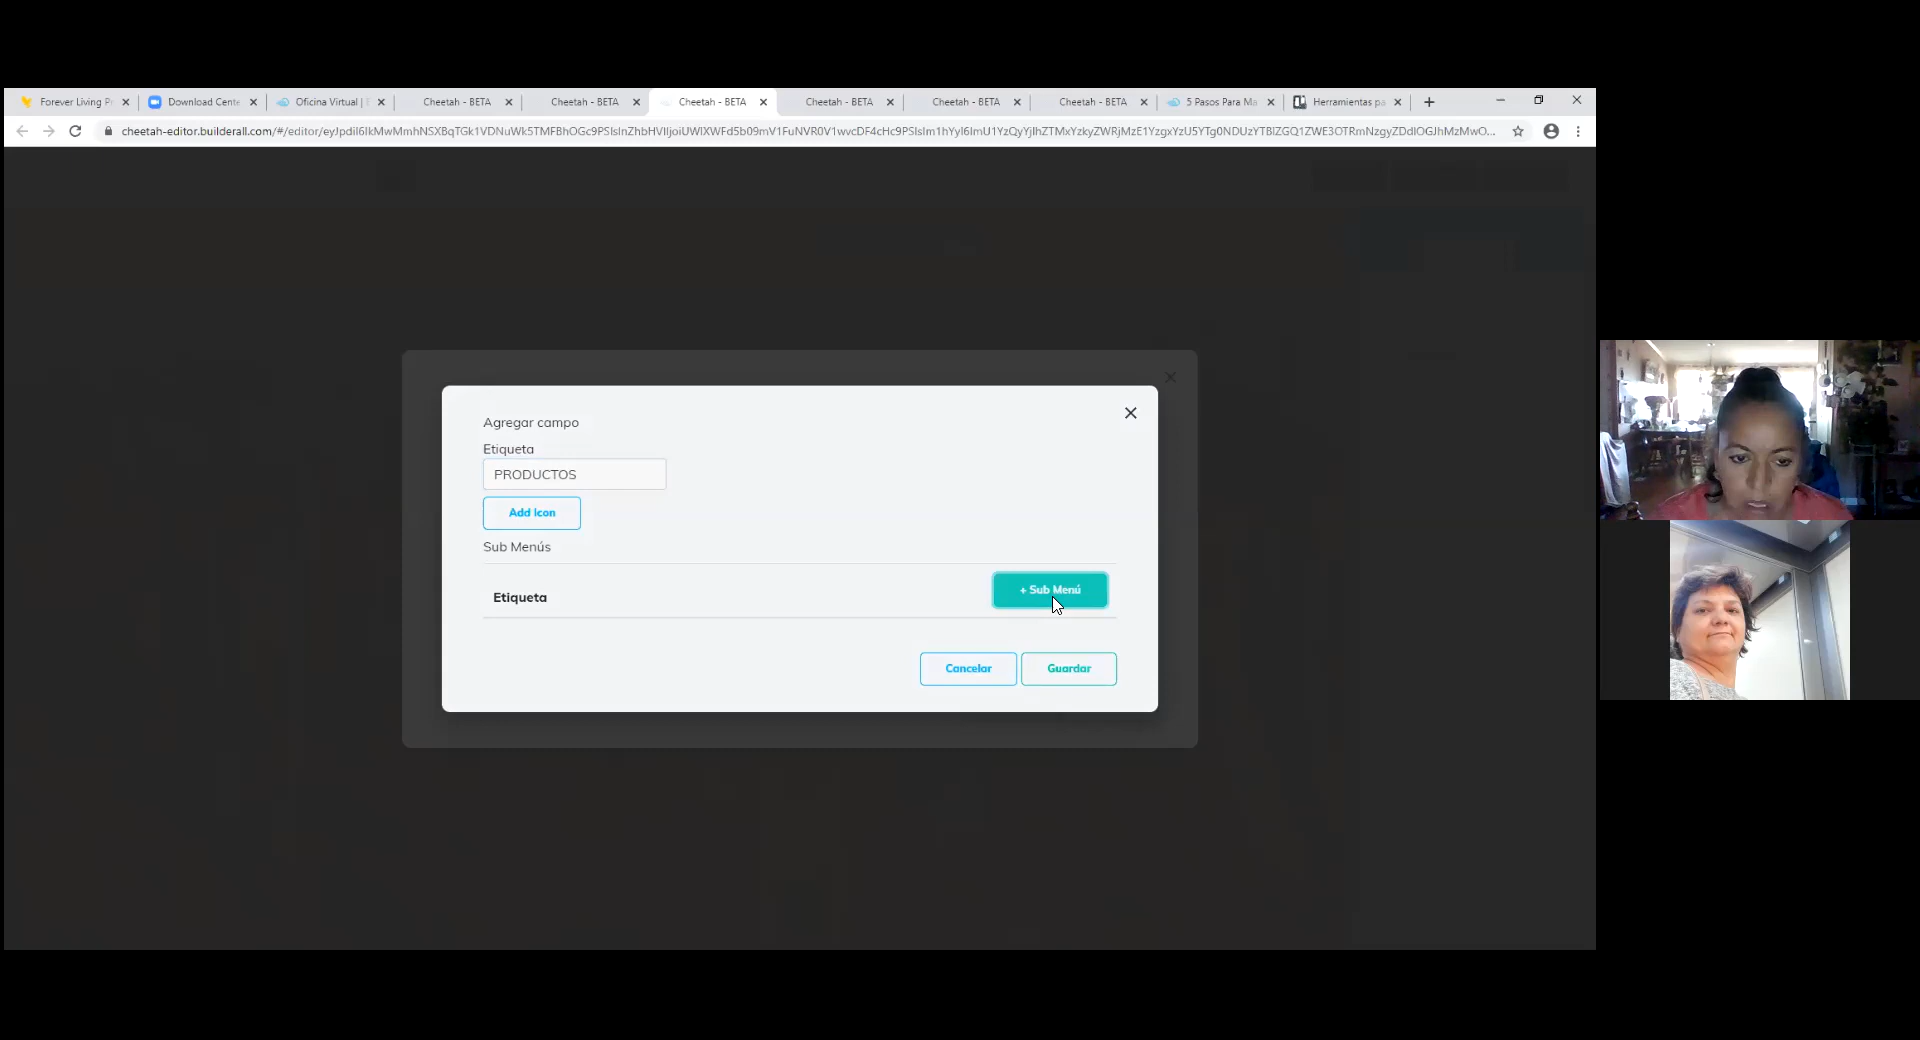 Forever Living Pr
Download Cente
Oficina Virtual |
Cheetah - BETA
Cheetah - BETA
Cheetah - BETA
Cheetah - BETA
Cheetah - BETA
Cheetah - BETA
5 Pasos Para Ma
Herramientas pa
Agregar campo
Etiqueta
PRODUCTOS
Add Icon
Sub Menús
Etiqueta
+ Sub Menú
Cancelar
Guardar